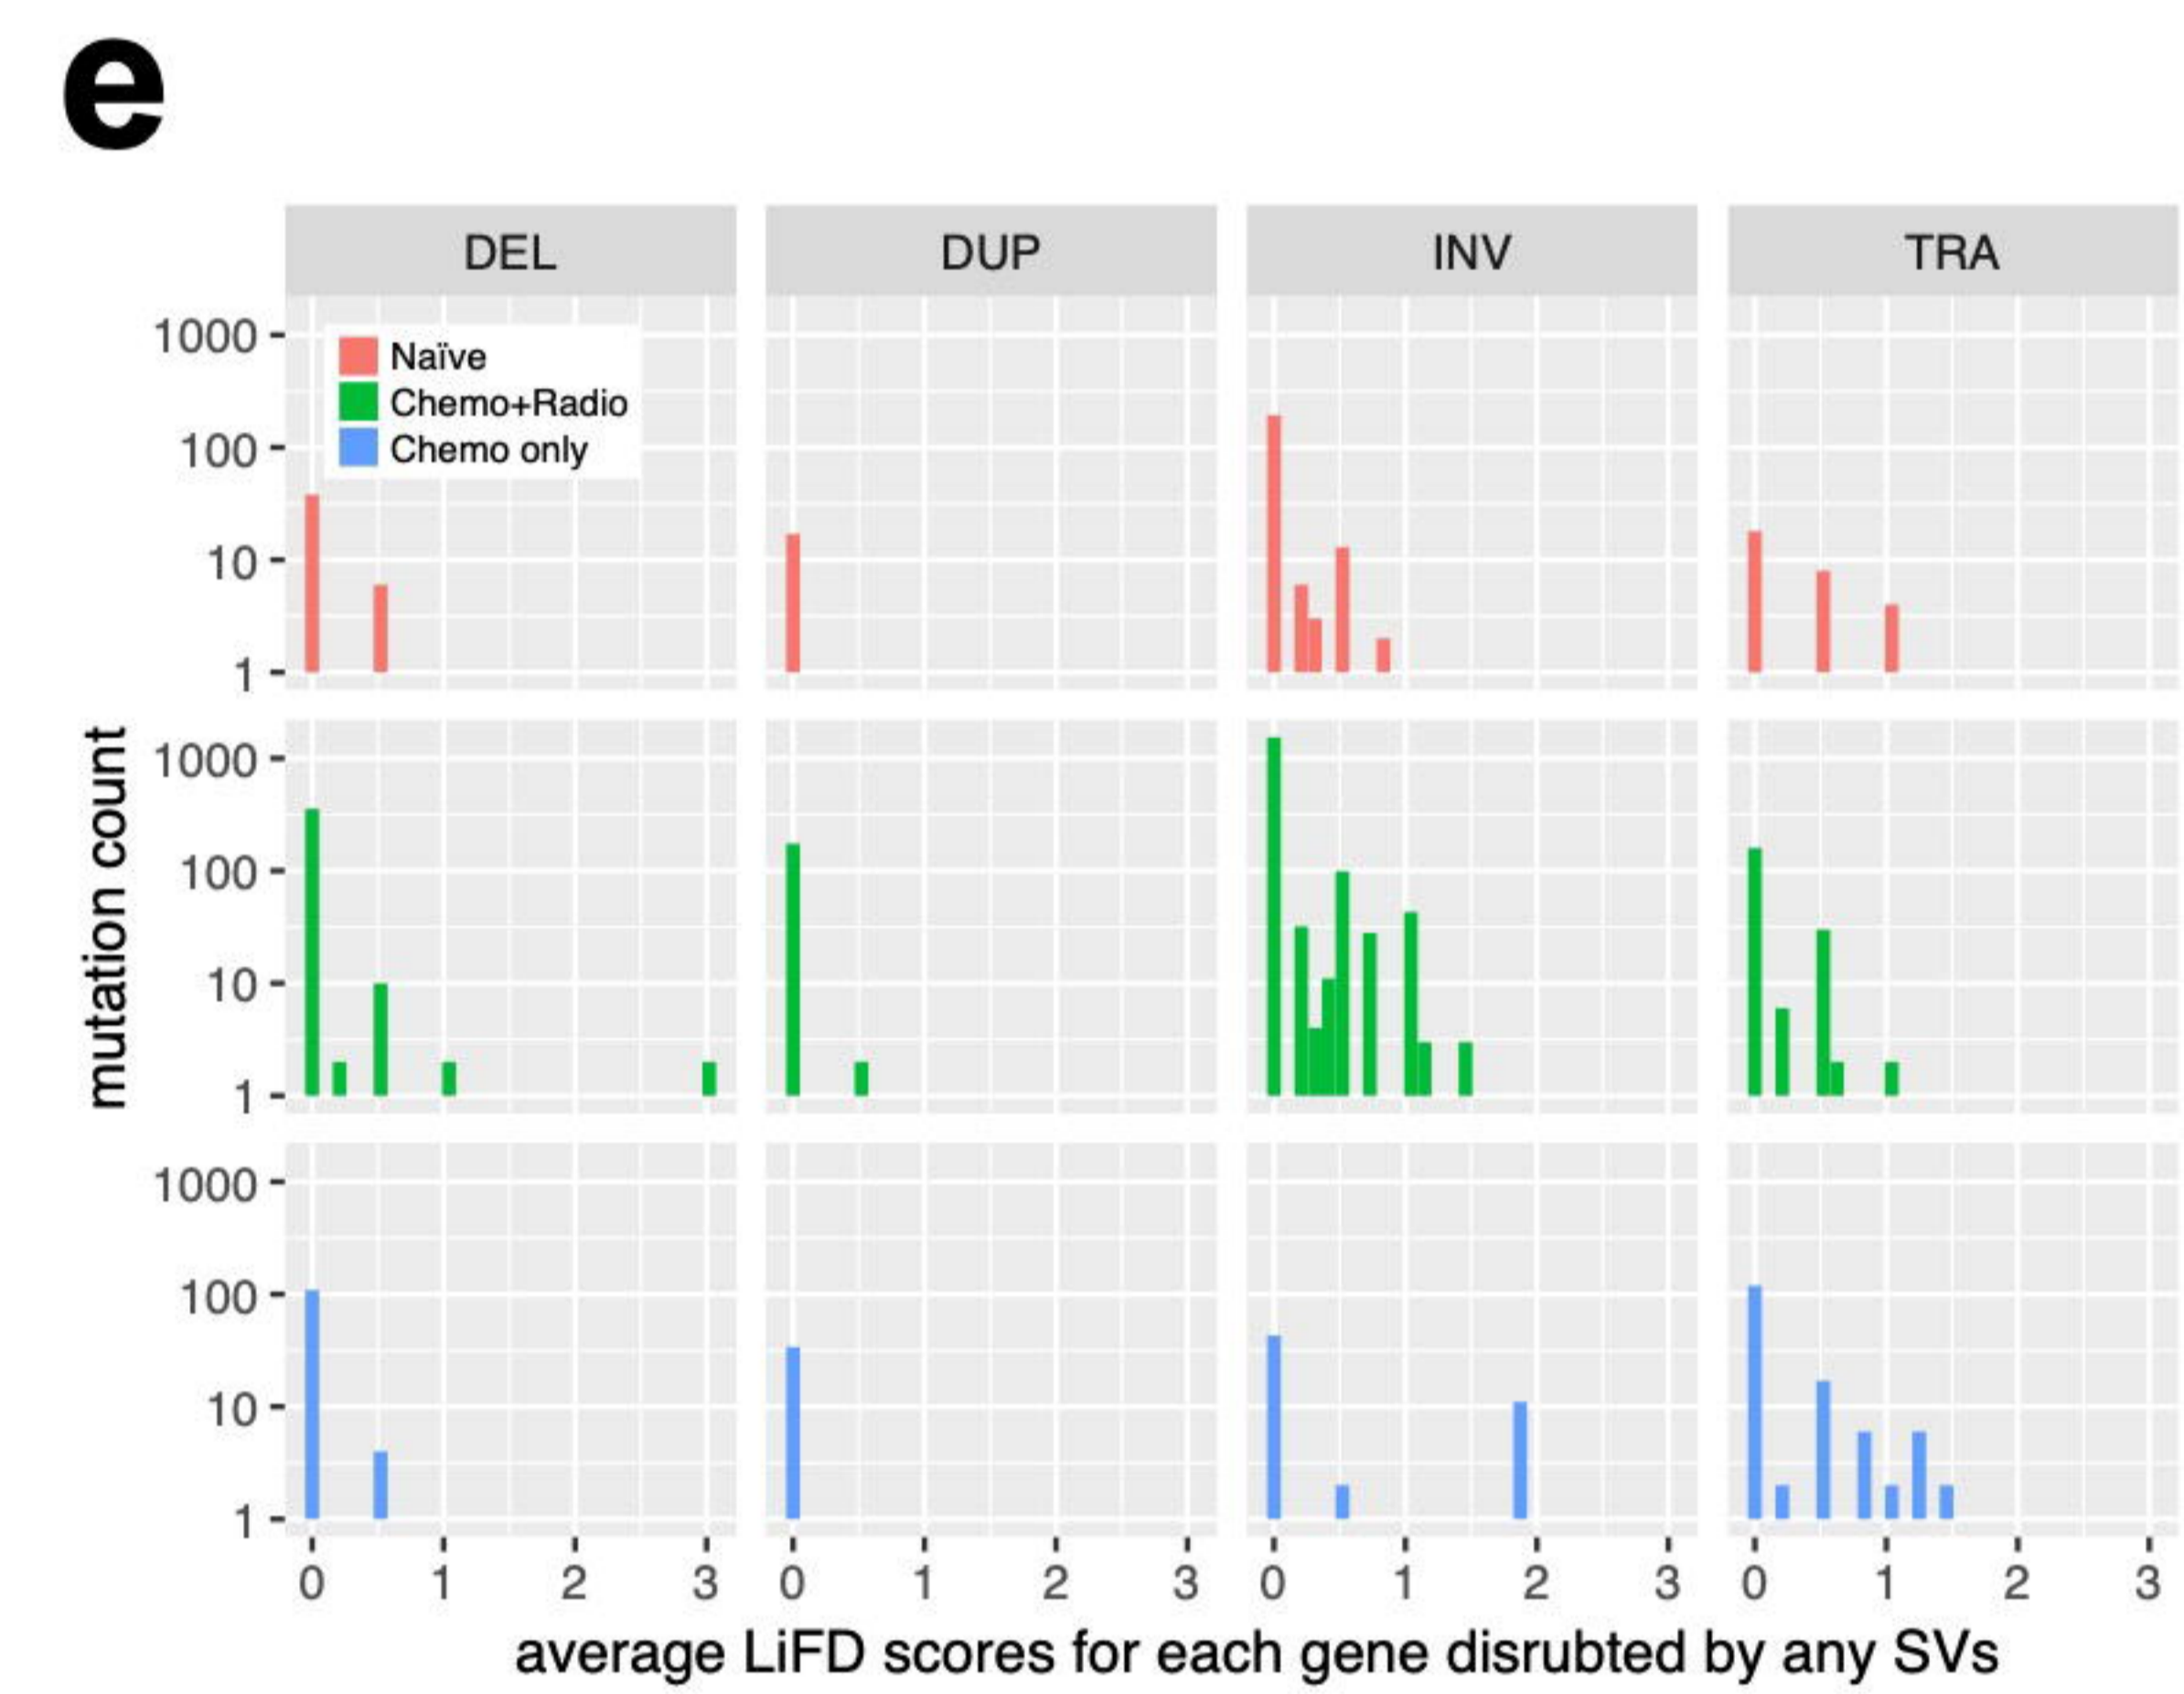 e
DEL DUP INV TRA
Naïve
Chemo+Radio
Chemo only
1000
100
10
1
1000
100
10
1
1000
100
10
1
mutation count
0 1 2 3 0 1 2 3 0 1 2 3 0 1 2 3
average LiFD scores for each gene disrubted by any SVs